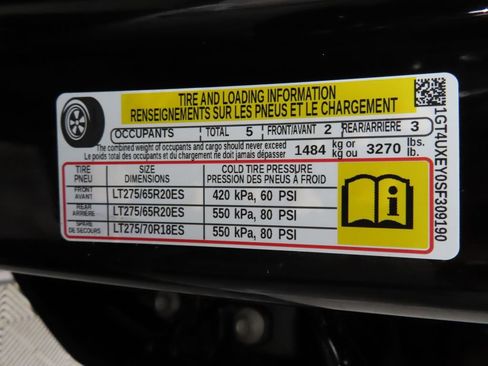 TIRE AND LOADING INFORMATION
RENSEIGNEMENTS SUR LES PNEUS ET LE CHARGEMENT
OCCUPANTS TOTAL 5 FRONT/AVANT 2 REAR/ARRIÈRE 3
The combined weight of occupants and cargo should never exceed 1484 kg or 3270 lbs.
Le poids total des occupants et du chargement ne doit jamais dépasser kg ou lb.
TIRE PNEU SIZE DIMENSIONS COLD TIRE PRESSURE PRESSION DES PNEUS À FROID
FRONT AVANT LT275/65R20ES 420 kPa, 60 PSI
REAR ARRIÈRE LT275/65R20ES 550 kPa, 80 PSI
SPARE DE SECOURS LT275/70R18ES 550 kPa, 80 PSI
1GT4UXEY0SF309190